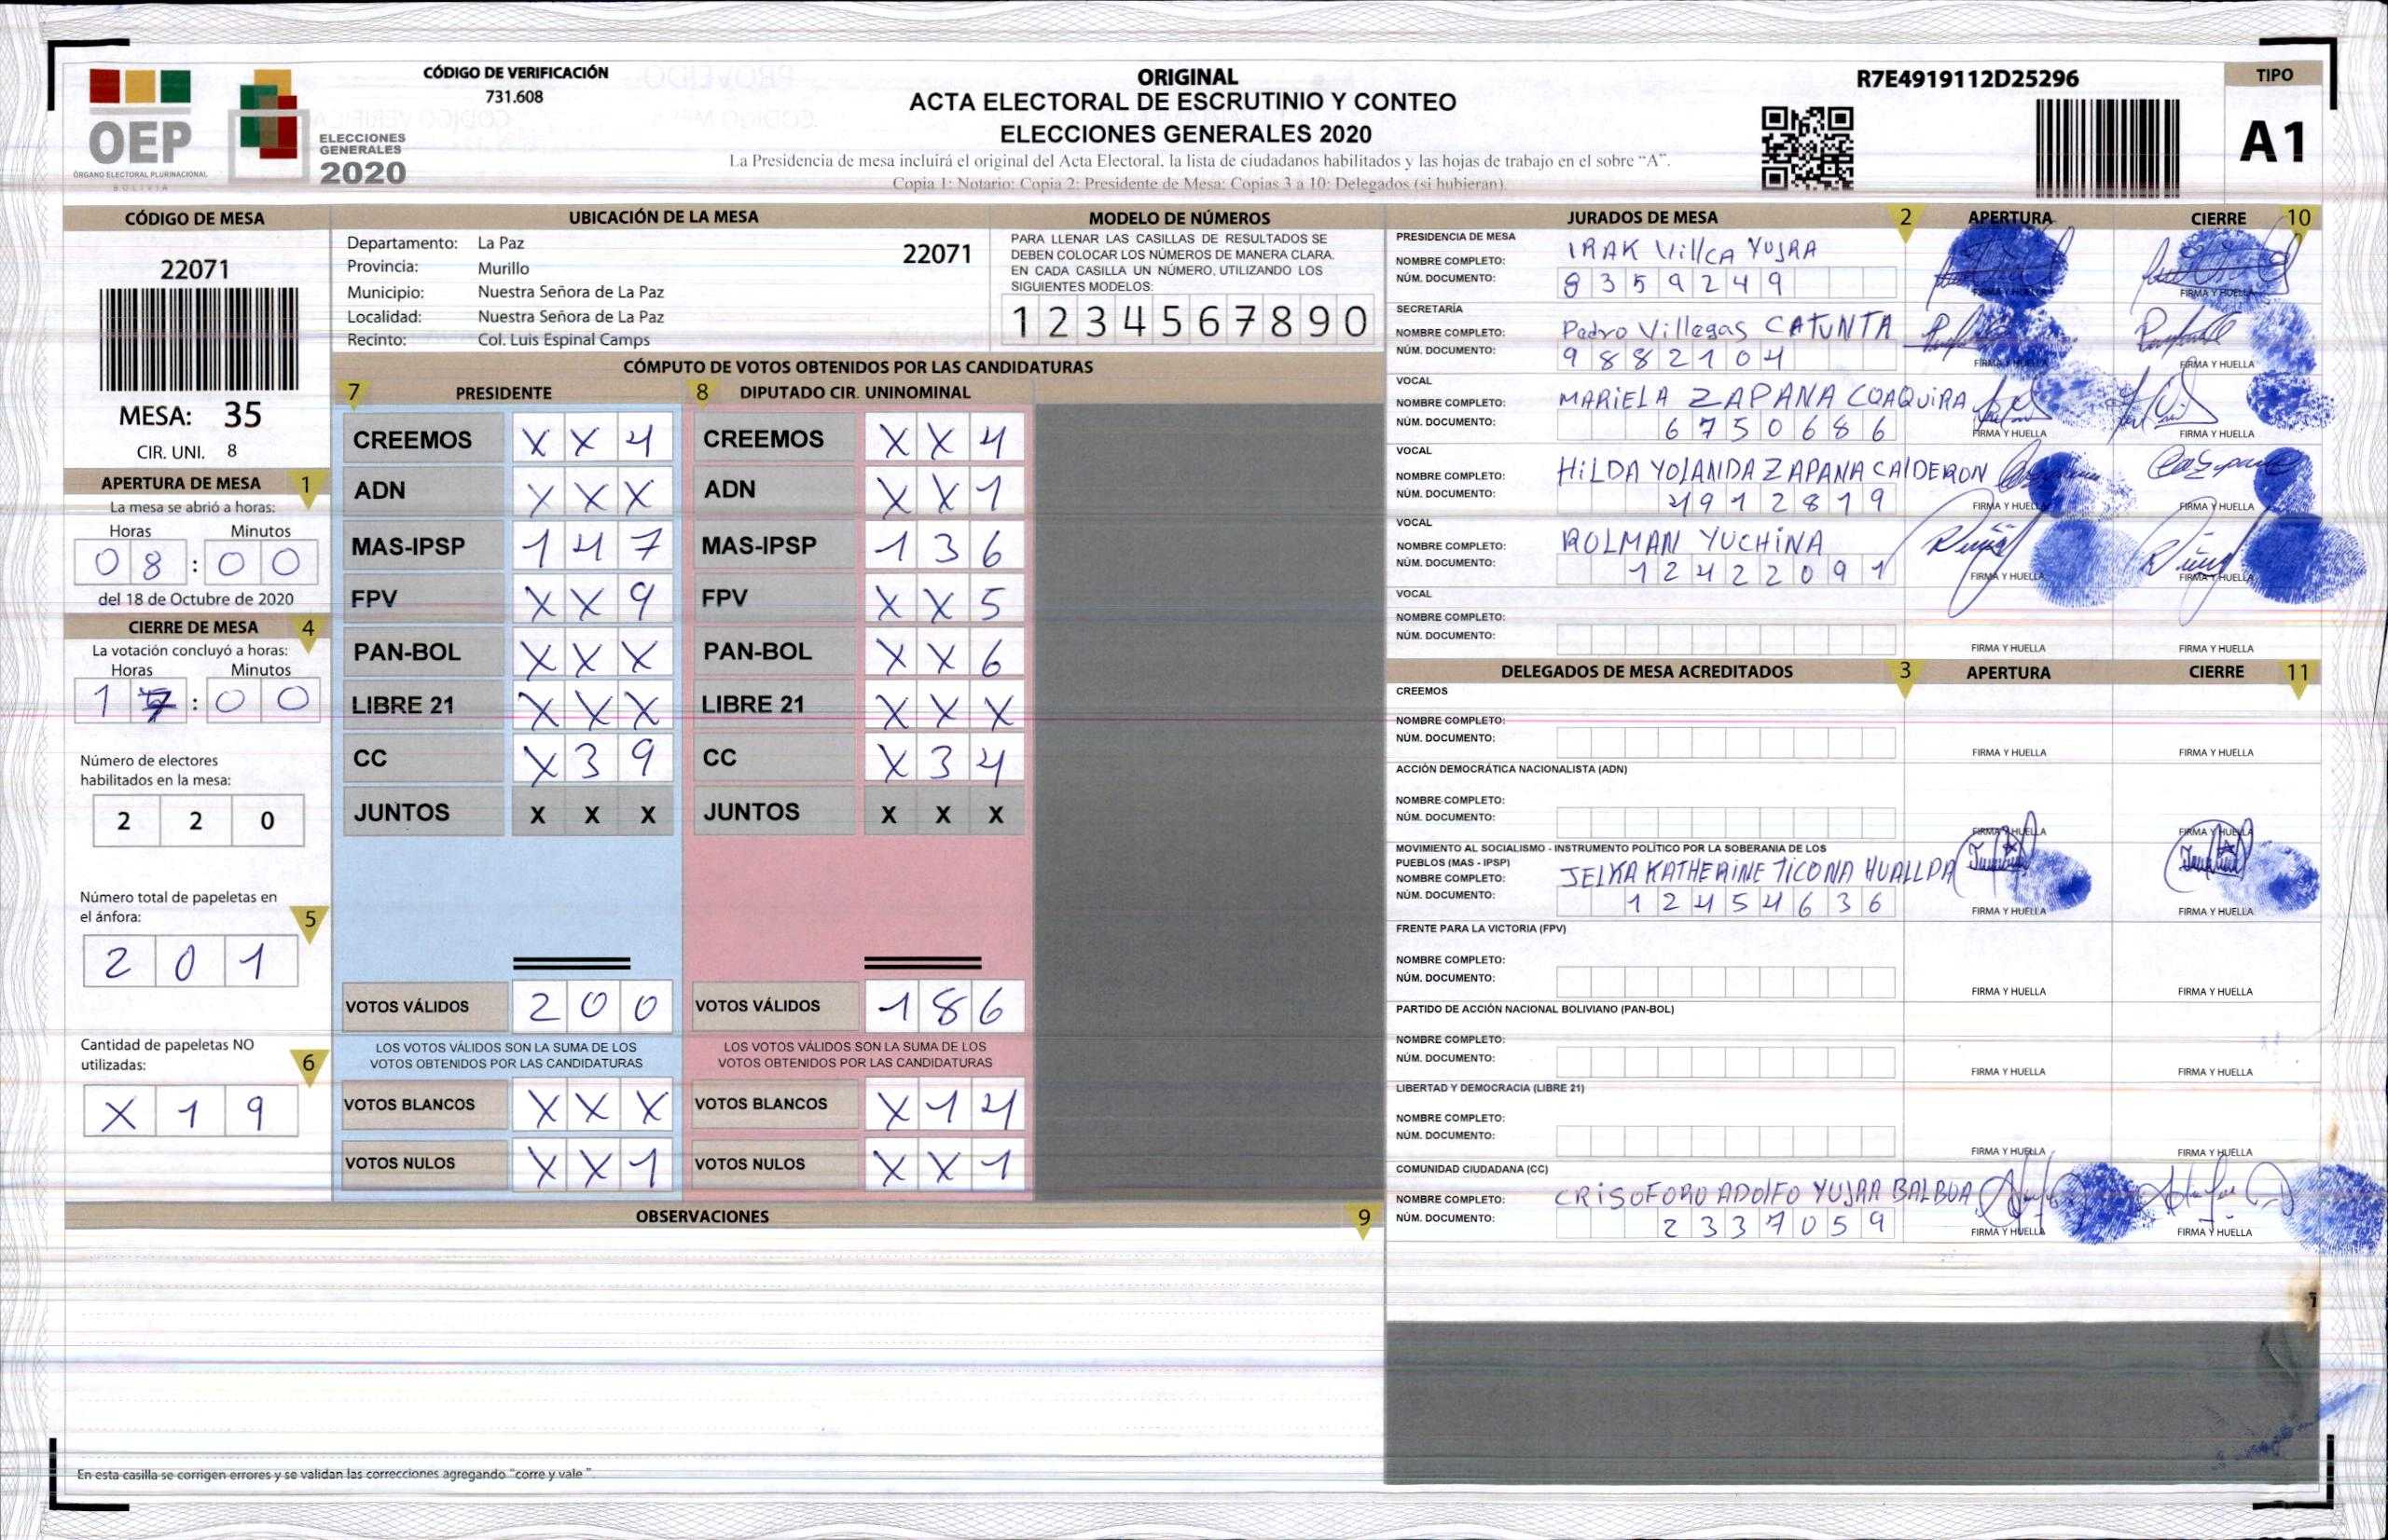 CÓDIGO DE VERIFICACIÓN
731.608
OEP
ÓRGANO ELECTORAL PLURINACIONAL
BOLIVIA
ELECCIONES
GENERALES
2020
ORIGINAL
ACTA ELECTORAL DE ESCRUTINIO Y CONTEO
ELECCIONES GENERALES 2020
La Presidencia de mesa incluirá el original del Acta Electoral. la lista de ciudadanos habilitados y las hojas de trabajo en el sobre “A”.
Copia 1: Notario: Copia 2: Presidente de Mesa: Copias 3 a 10: Delegados (si hubieran).
R7E4919112D25296
TIPO
A1
CÓDIGO DE MESA
22071
MESA: 35
CIR. UNI. 8
APERTURA DE MESA 1
La mesa se abrió a horas:
Horas Minutos
08:00
del 18 de Octubre de 2020
CIERRE DE MESA 4
La votación concluyó a horas:
Horas Minutos
17:00
Número de electores
habilitados en la mesa:
2 2 0
Número total de papeletas en
el ánfora: 5
2 0 1
Cantidad de papeletas NO
utilizadas: 6
X 1 9
UBICACIÓN DE LA MESA
Departamento: La Paz 22071
Provincia: Murillo
Municipio: Nuestra Señora de La Paz
Localidad: Nuestra Señora de La Paz
Recinto: Col. Luis Espinal Camps
MODELO DE NÚMEROS
PARA LLENAR LAS CASILLAS DE RESULTADOS SE
DEBEN COLOCAR LOS NÚMEROS DE MANERA CLARA.
EN CADA CASILLA UN NÚMERO, UTILIZANDO LOS
SIGUIENTES MODELOS:
1 2 3 4 5 6 7 8 9 0
CÓMPUTO DE VOTOS OBTENIDOS POR LAS CANDIDATURAS
7 PRESIDENTE
CREEMOS X X 4
ADN X X X
MAS-IPSP 1 4 7
FPV X X 9
PAN-BOL X X X
LIBRE 21 X X X
CC X 3 9
JUNTOS X X X
VOTOS VÁLIDOS 2 0 0
LOS VOTOS VÁLIDOS SON LA SUMA DE LOS
VOTOS OBTENIDOS POR LAS CANDIDATURAS
VOTOS BLANCOS X X X
VOTOS NULOS X X 1
8 DIPUTADO CIR. UNINOMINAL
CREEMOS X X 4
ADN X X 1
MAS-IPSP 1 3 6
FPV X X 5
PAN-BOL X X 6
LIBRE 21 X X X
CC X 3 4
JUNTOS X X X
VOTOS VÁLIDOS 1 8 6
LOS VOTOS VÁLIDOS SON LA SUMA DE LOS
VOTOS OBTENIDOS POR LAS CANDIDATURAS
VOTOS BLANCOS X 1 4
VOTOS NULOS X X 1
OBSERVACIONES 9
En esta casilla se corrigen errores y se validan las correcciones agregando "corre y vale ".
JURADOS DE MESA 2 APERTURA CIERRE 10
PRESIDENCIA DE MESA
NOMBRE COMPLETO: IRAK VillCA YUJRA
NÚM. DOCUMENTO: 8359249
FIRMA Y HUELLA FIRMA Y HUELLA
SECRETARÍA
NOMBRE COMPLETO: Pedro Villegas CATUNTA
NÚM. DOCUMENTO: 9882104
FIRMA Y HUELLA FIRMA Y HUELLA
VOCAL
NOMBRE COMPLETO: MARiELA ZAPANA COAQUiRA
NÚM. DOCUMENTO: 6750686
FIRMA Y HUELLA FIRMA Y HUELLA
VOCAL
NOMBRE COMPLETO: HiLDA YOLANDA ZAPANA CALDERON
NÚM. DOCUMENTO: 4912819
FIRMA Y HUELLA FIRMA Y HUELLA
VOCAL
NOMBRE COMPLETO: ROLMAN YUCHiNA
NÚM. DOCUMENTO: 12422091
FIRMA Y HUELLA FIRMA Y HUELLA
VOCAL
NOMBRE COMPLETO:
NÚM. DOCUMENTO:
FIRMA Y HUELLA FIRMA Y HUELLA
DELEGADOS DE MESA ACREDITADOS 3 APERTURA CIERRE 11
CREEMOS
NOMBRE COMPLETO:
NÚM. DOCUMENTO:
FIRMA Y HUELLA FIRMA Y HUELLA
ACCIÓN DEMOCRÁTICA NACIONALISTA (ADN)
NOMBRE COMPLETO:
NÚM. DOCUMENTO:
FIRMA Y HUELLA FIRMA Y HUELLA
MOVIMIENTO AL SOCIALISMO - INSTRUMENTO POLÍTICO POR LA SOBERANIA DE LOS
PUEBLOS (MAS - IPSP)
NOMBRE COMPLETO: JELKA KATHERINE TICONA HUALLPA
NÚM. DOCUMENTO: 12454636
FIRMA Y HUELLA FIRMA Y HUELLA
FRENTE PARA LA VICTORIA (FPV)
NOMBRE COMPLETO:
NÚM. DOCUMENTO:
FIRMA Y HUELLA FIRMA Y HUELLA
PARTIDO DE ACCIÓN NACIONAL BOLIVIANO (PAN-BOL)
NOMBRE COMPLETO:
NÚM. DOCUMENTO:
FIRMA Y HUELLA FIRMA Y HUELLA
LIBERTAD Y DEMOCRACIA (LIBRE 21)
NOMBRE COMPLETO:
NÚM. DOCUMENTO:
FIRMA Y HUELLA FIRMA Y HUELLA
COMUNIDAD CIUDADANA (CC)
NOMBRE COMPLETO: CRiSOFORO ADOLFO YUJRA BALBOA
NÚM. DOCUMENTO: 2337059
FIRMA Y HUELLA FIRMA Y HUELLA